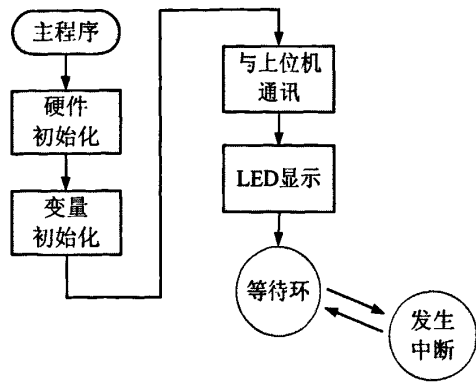 主程序
硬件
初始化
变量
初始化
与上位机
通讯
LED显示
等待环
发生
中断